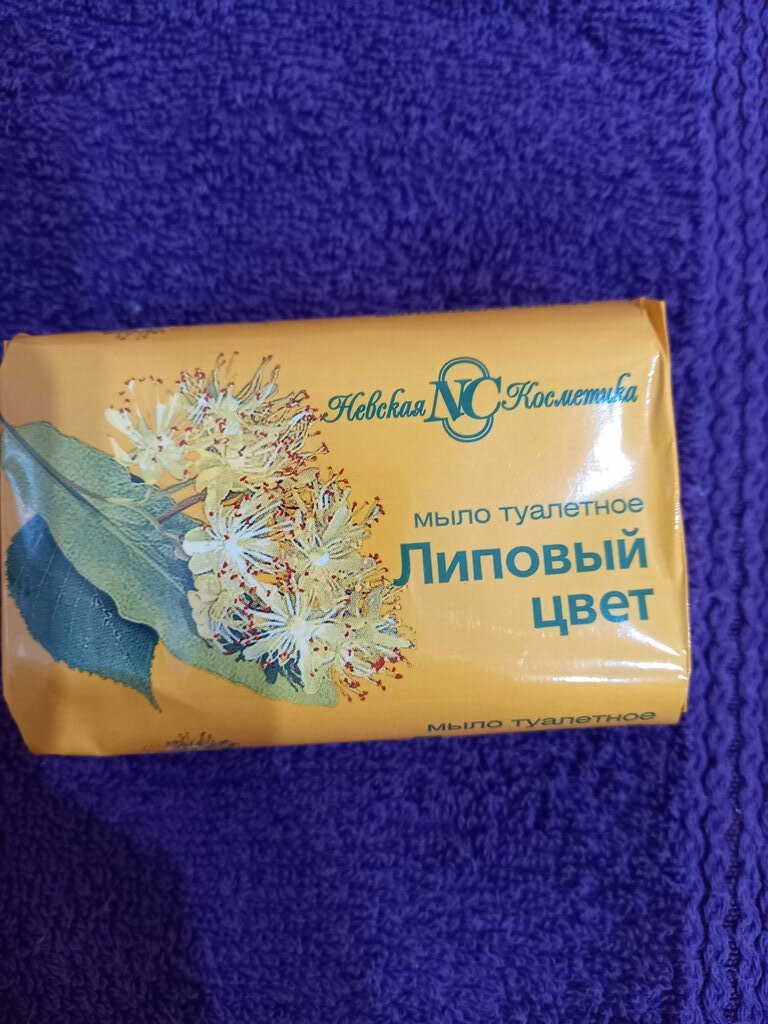 Невская NC Косметика
мыло туалетное
Липовый
цвет
мыло туалетное